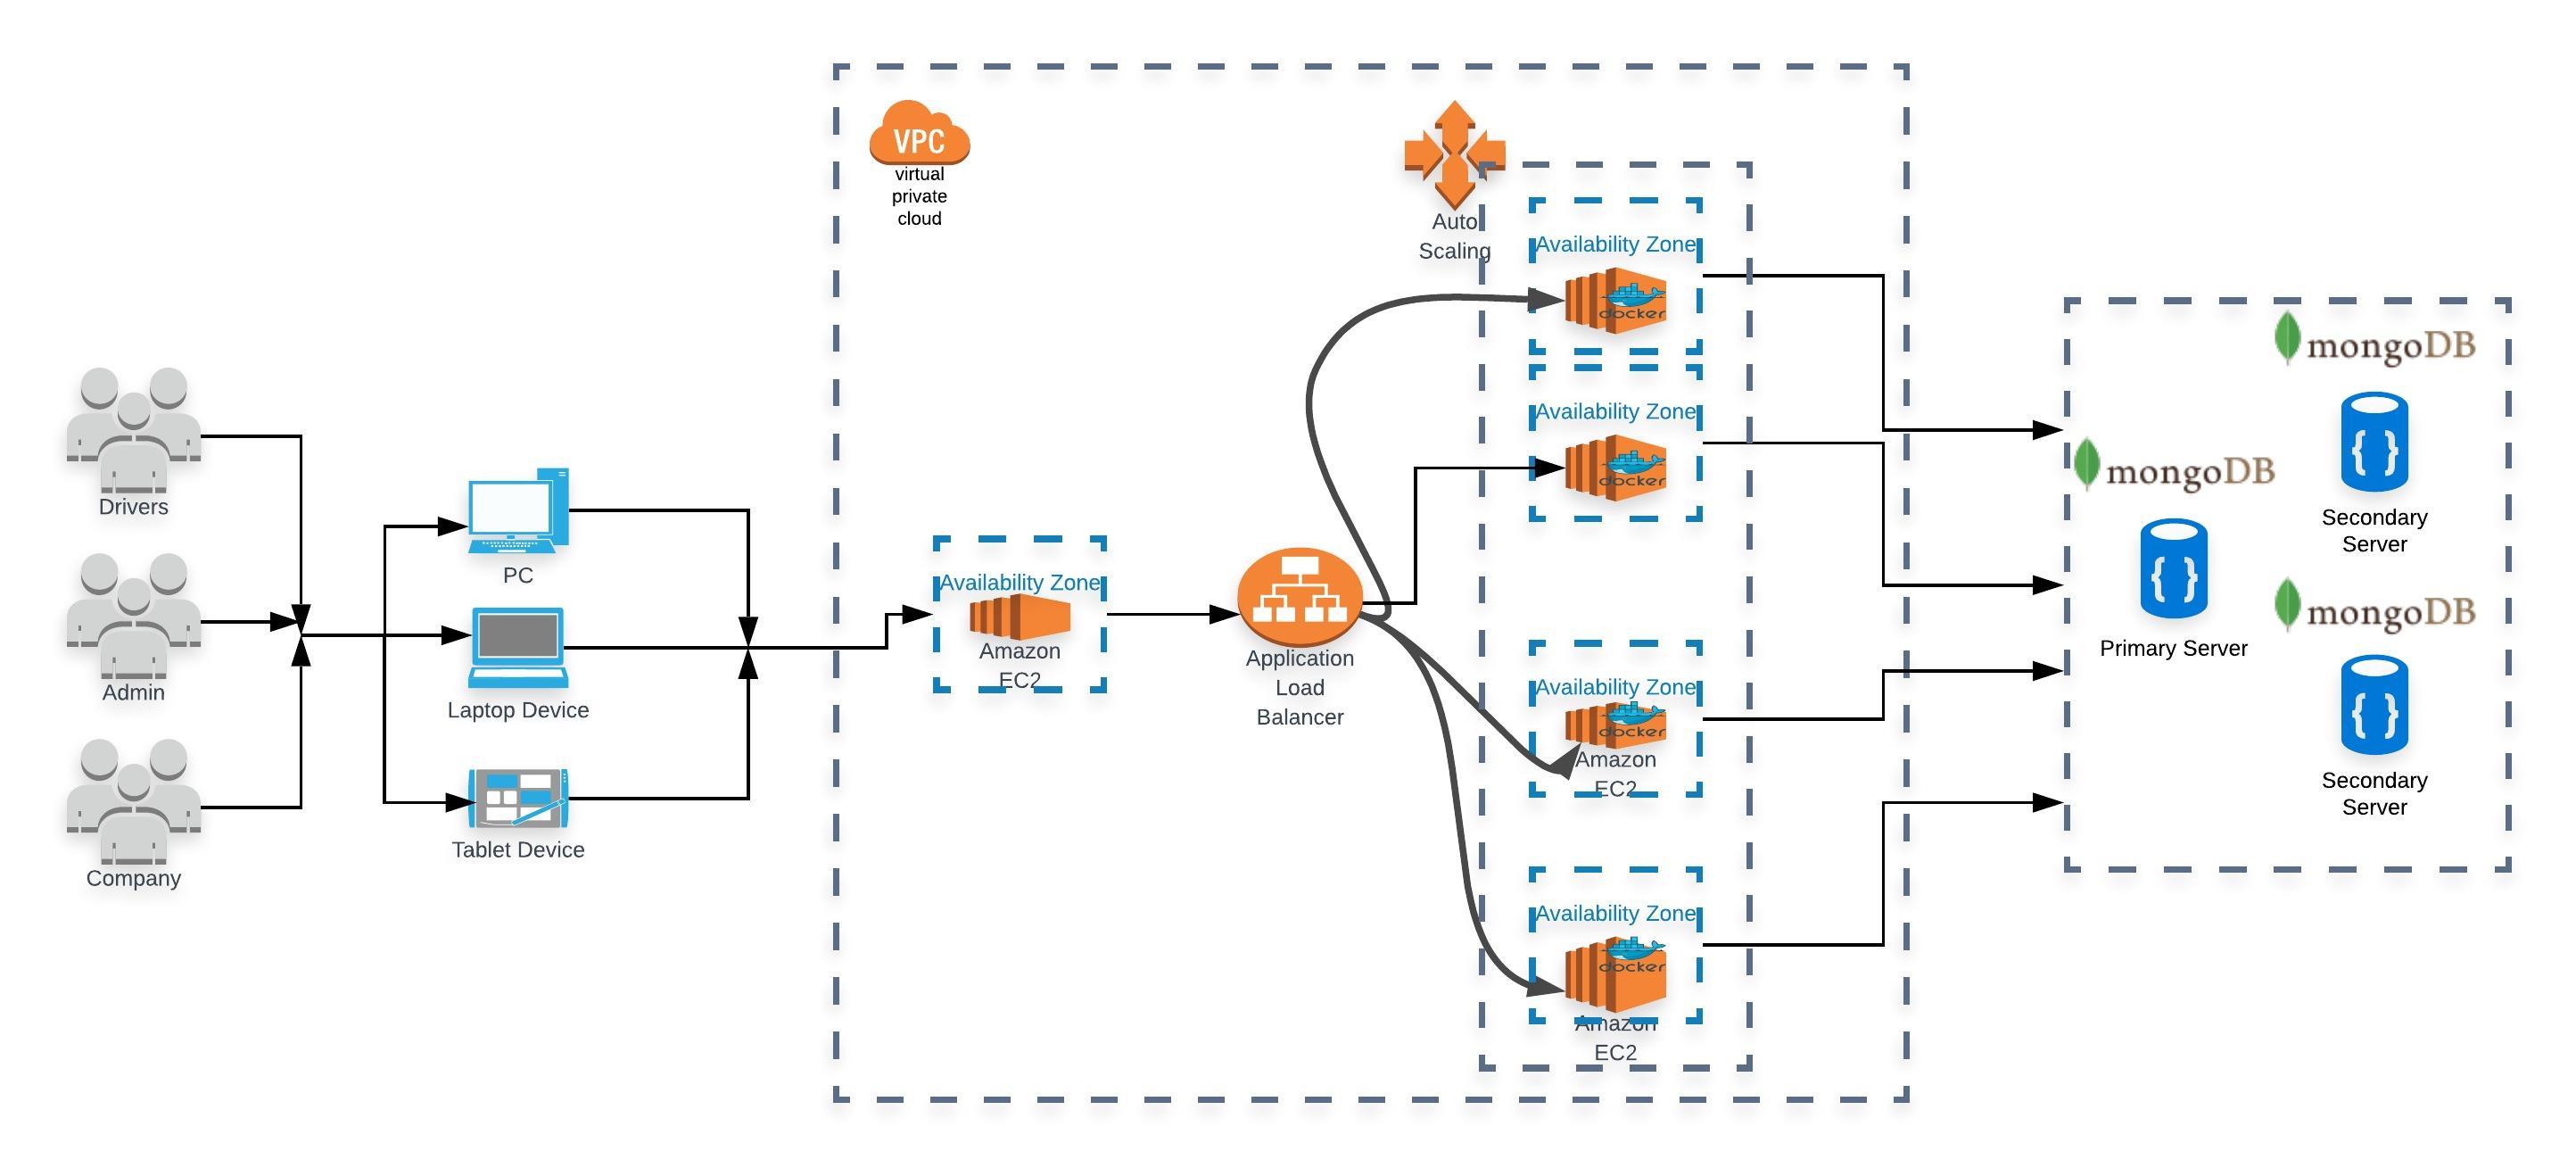 Drivers
Admin
Company
PC
Laptop Device
Tablet Device
VPC
virtual
private
cloud
Availability Zone
Amazon
EC2
Application
Load
Balancer
Auto
Scaling
Availability Zone
docker
Availability Zone
docker
Availability Zone
docker
Amazon
EC2
Availability Zone
docker
Amazon
EC2
mongoDB
Primary Server
mongoDB
{ }
Secondary
Server
{ }
mongoDB
{ }
Secondary
Server